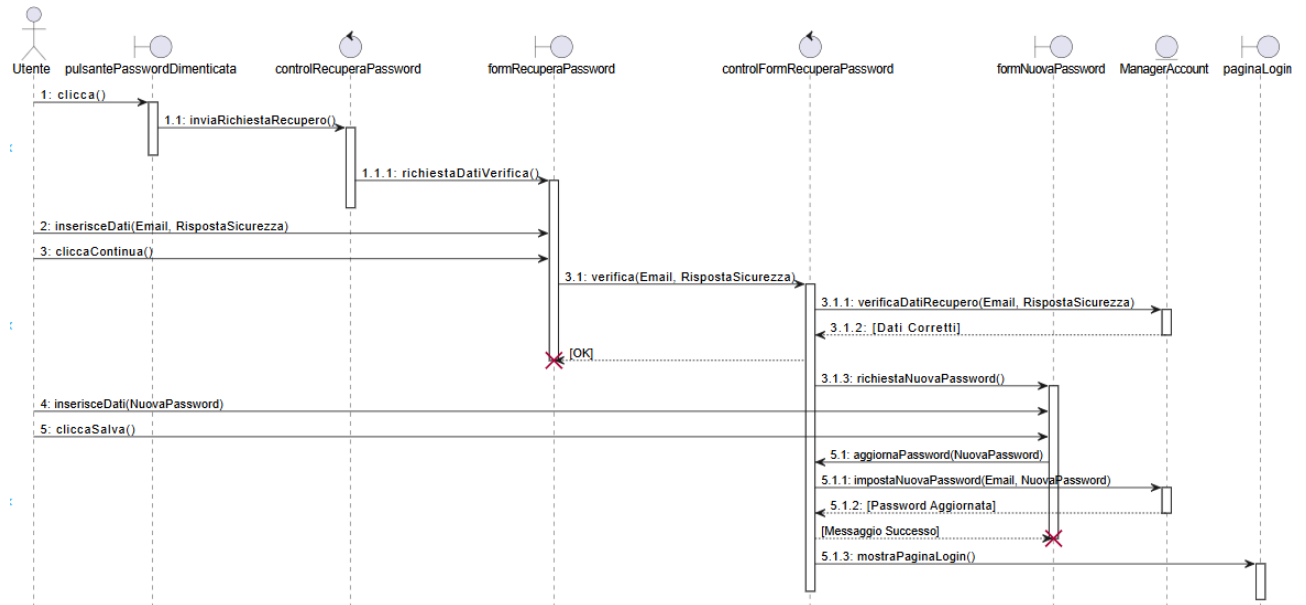 Utente
pulsantePasswordDimenticata
controlRecuperaPassword
formRecuperaPassword
controlFormRecuperaPassword
formNuovaPassword
ManagerAccount
paginaLogin
1: clicca()
1.1: inviaRichiestaRecupero()
1.1.1: richiestaDatiVerifica()
2: inserisceDati(Email, RispostaSicurezza)
3: cliccaContinua()
3.1: verifica(Email, RispostaSicurezza)
3.1.1: verificaDatiRecupero(Email, RispostaSicurezza)
3.1.2: [Dati Corretti]
[OK]
3.1.3: richiestaNuovaPassword()
4: inserisceDati(NuovaPassword)
5: cliccaSalva()
5.1: aggiornaPassword(NuovaPassword)
5.1.1: impostaNuovaPassword(Email, NuovaPassword)
5.1.2: [Password Aggiornata]
[Messaggio Successo]
5.1.3: mostraPaginaLogin()